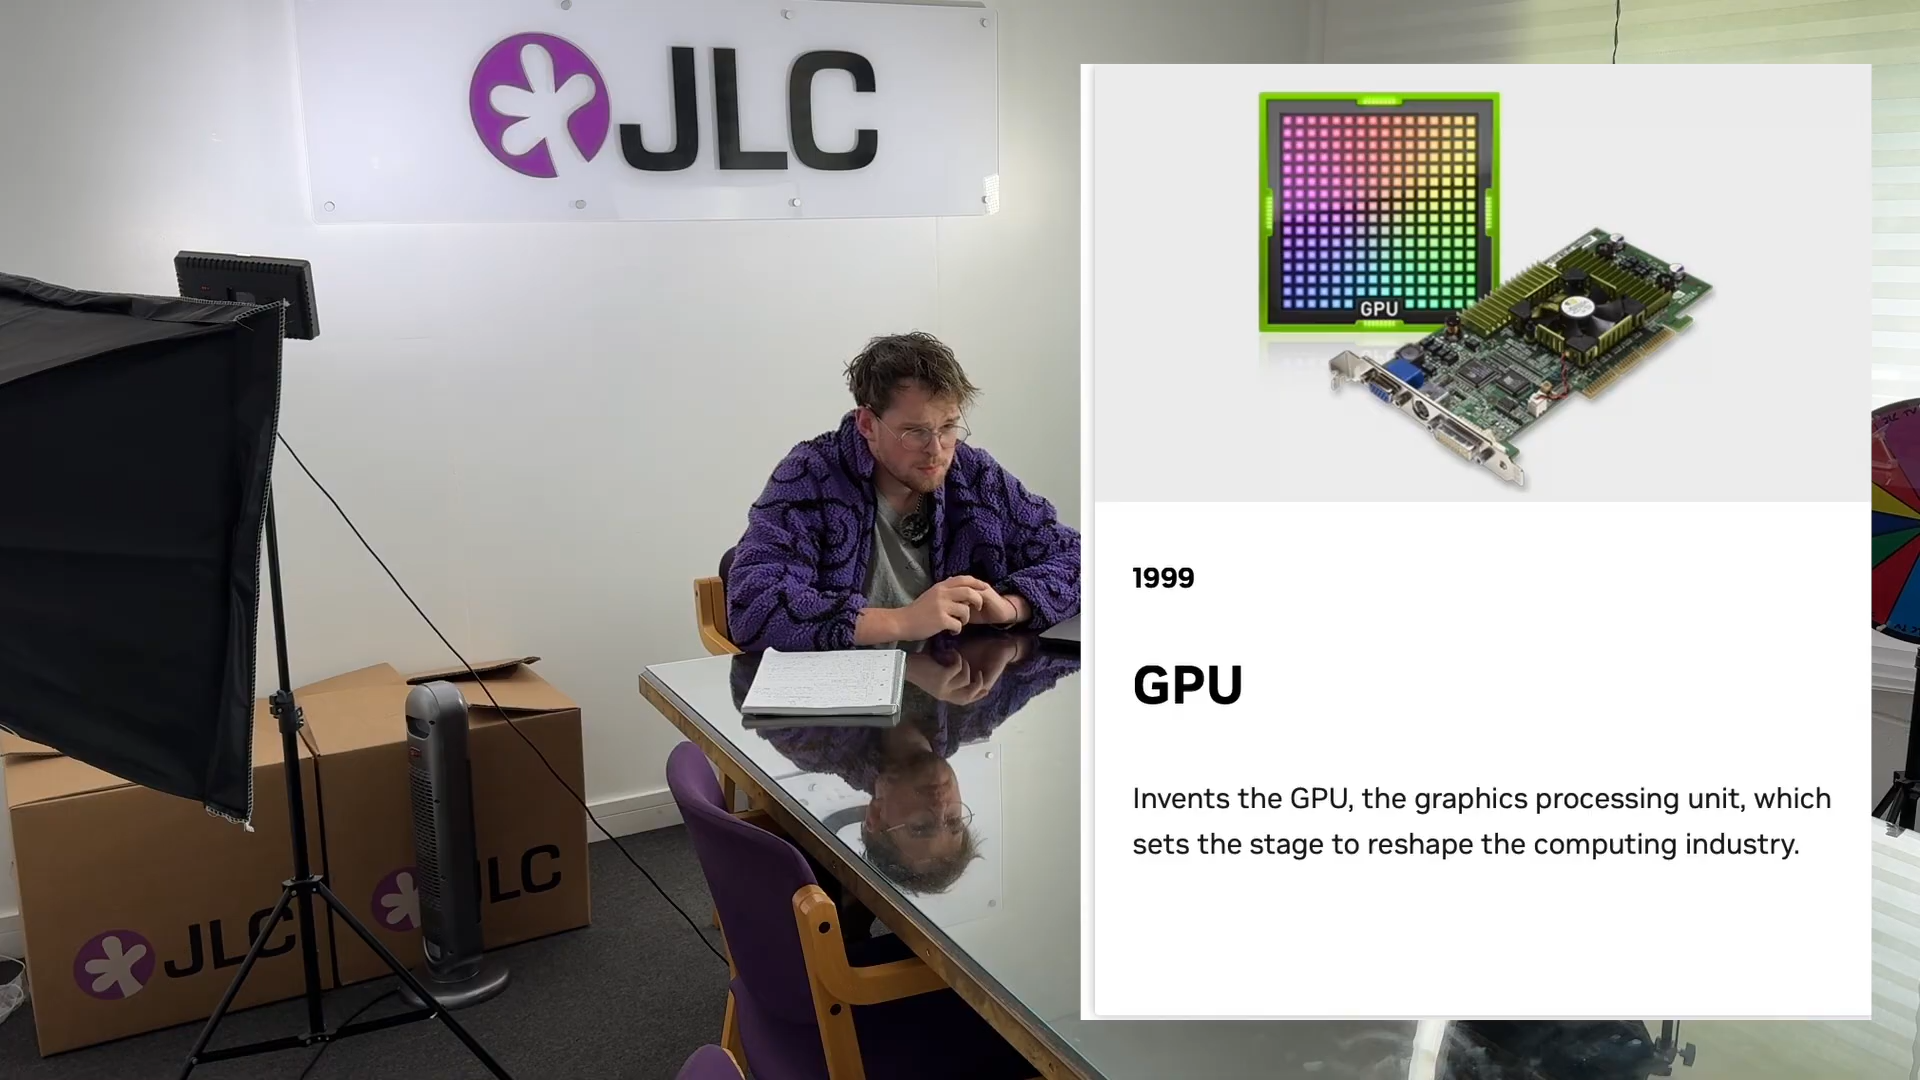 JLC
GPU
1999
GPU
Invents the GPU, the graphics processing unit, which
sets the stage to reshape the computing industry.
JLC
JLC